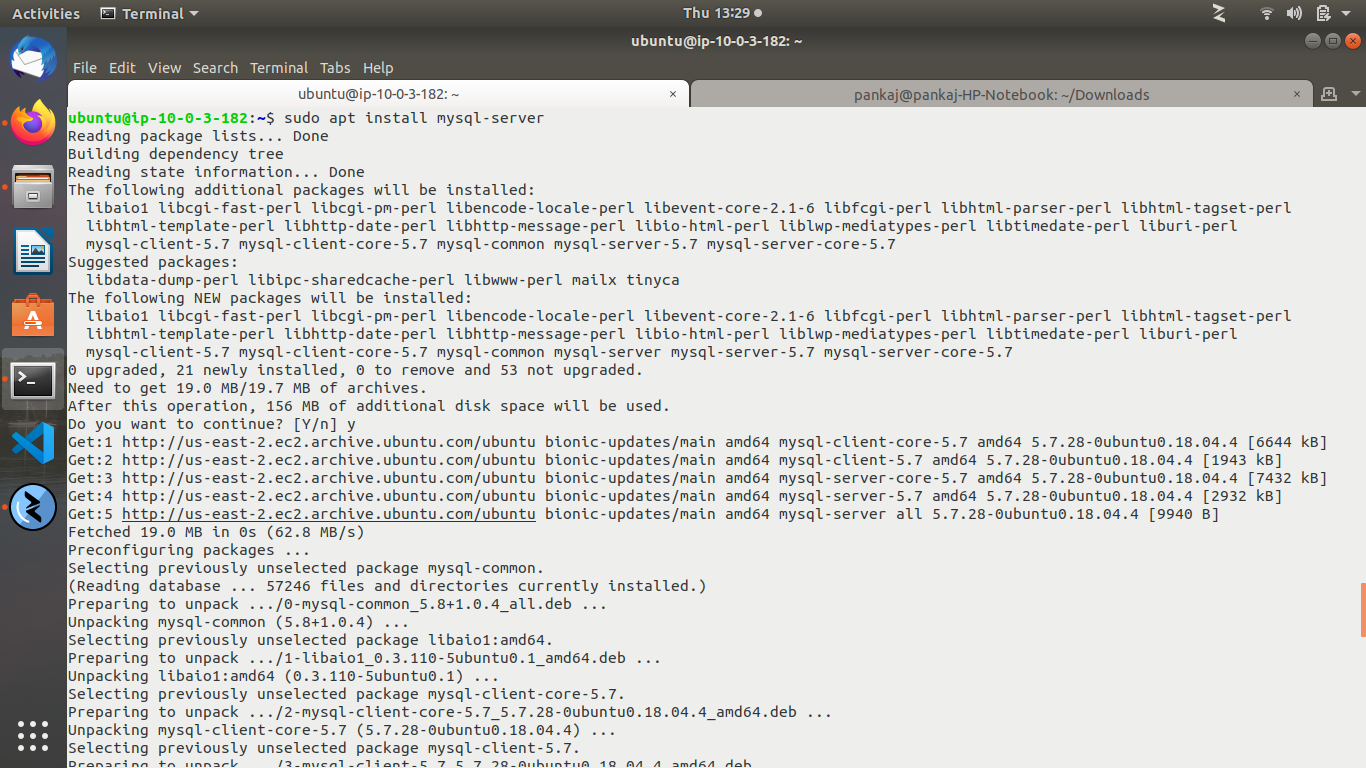 Activities Terminal Thu 13:29
ubuntu@ip-10-0-3-182: ~
File Edit View Search Terminal Tabs Help
ubuntu@ip-10-0-3-182: ~ × pankaj@pankaj-HP-Notebook: ~/Downloads ×
ubuntu@ip-10-0-3-182:~$ sudo apt install mysql-server
Reading package lists... Done
Building dependency tree
Reading state information... Done
The following additional packages will be installed:
  libaio1 libcgi-fast-perl libcgi-pm-perl libencode-locale-perl libevent-core-2.1-6 libfcgi-perl libhtml-parser-perl libhtml-tagset-perl
  libhtml-template-perl libhttp-date-perl libhttp-message-perl libio-html-perl liblwp-mediatypes-perl libtimedate-perl liburi-perl
  mysql-client-5.7 mysql-client-core-5.7 mysql-common mysql-server-5.7 mysql-server-core-5.7
Suggested packages:
  libdata-dump-perl libipc-sharedcache-perl libwww-perl mailx tinyca
The following NEW packages will be installed:
  libaio1 libcgi-fast-perl libcgi-pm-perl libencode-locale-perl libevent-core-2.1-6 libfcgi-perl libhtml-parser-perl libhtml-tagset-perl
  libhtml-template-perl libhttp-date-perl libhttp-message-perl libio-html-perl liblwp-mediatypes-perl libtimedate-perl liburi-perl
  mysql-client-5.7 mysql-client-core-5.7 mysql-common mysql-server mysql-server-5.7 mysql-server-core-5.7
0 upgraded, 21 newly installed, 0 to remove and 53 not upgraded.
Need to get 19.0 MB/19.7 MB of archives.
After this operation, 156 MB of additional disk space will be used.
Do you want to continue? [Y/n] y
Get:1 http://us-east-2.ec2.archive.ubuntu.com/ubuntu bionic-updates/main amd64 mysql-client-core-5.7 amd64 5.7.28-0ubuntu0.18.04.4 [6644 kB]
Get:2 http://us-east-2.ec2.archive.ubuntu.com/ubuntu bionic-updates/main amd64 mysql-client-5.7 amd64 5.7.28-0ubuntu0.18.04.4 [1943 kB]
Get:3 http://us-east-2.ec2.archive.ubuntu.com/ubuntu bionic-updates/main amd64 mysql-server-core-5.7 amd64 5.7.28-0ubuntu0.18.04.4 [7432 kB]
Get:4 http://us-east-2.ec2.archive.ubuntu.com/ubuntu bionic-updates/main amd64 mysql-server-5.7 amd64 5.7.28-0ubuntu0.18.04.4 [2932 kB]
Get:5 http://us-east-2.ec2.archive.ubuntu.com/ubuntu bionic-updates/main amd64 mysql-server all 5.7.28-0ubuntu0.18.04.4 [9940 B]
Fetched 19.0 MB in 0s (62.8 MB/s)
Preconfiguring packages ...
Selecting previously unselected package mysql-common.
(Reading database ... 57246 files and directories currently installed.)
Preparing to unpack .../0-mysql-common_5.8+1.0.4_all.deb ...
Unpacking mysql-common (5.8+1.0.4) ...
Selecting previously unselected package libaio1:amd64.
Preparing to unpack .../1-libaio1_0.3.110-5ubuntu0.1_amd64.deb ...
Unpacking libaio1:amd64 (0.3.110-5ubuntu0.1) ...
Selecting previously unselected package mysql-client-core-5.7.
Preparing to unpack .../2-mysql-client-core-5.7_5.7.28-0ubuntu0.18.04.4_amd64.deb ...
Unpacking mysql-client-core-5.7 (5.7.28-0ubuntu0.18.04.4) ...
Selecting previously unselected package mysql-client-5.7.
Preparing to unpack .../3-mysql-client-5.7_5.7.28-0ubuntu0.18.04.4_amd64.deb ...